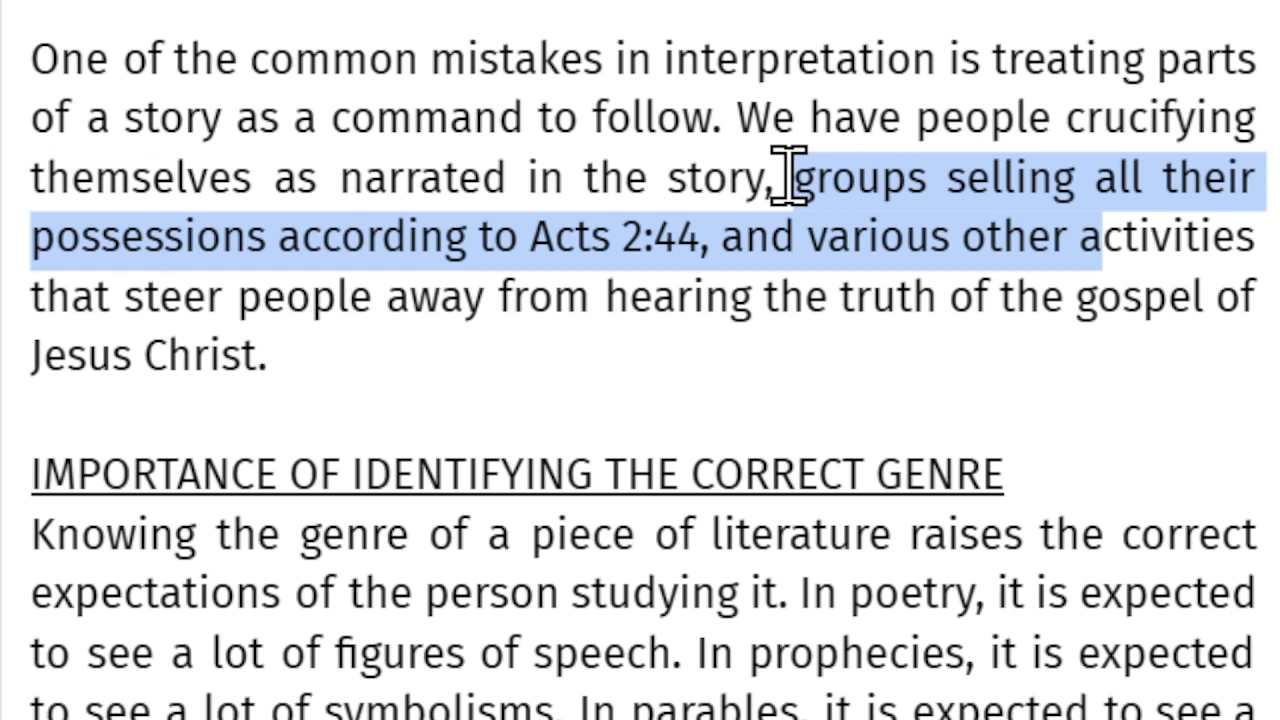 One of the common mistakes in interpretation is treating parts
of a story as a command to follow. We have people crucifying
themselves as narrated in the story, groups selling all their
possessions according to Acts 2:44, and various other activities
that steer people away from hearing the truth of the gospel of
Jesus Christ.
IMPORTANCE OF IDENTIFYING THE CORRECT GENRE
Knowing the genre of a piece of literature raises the correct
expectations of the person studying it. In poetry, it is expected
to see a lot of figures of speech. In prophecies, it is expected
to see a lot of symbolisms. In parables, it is expected to see a